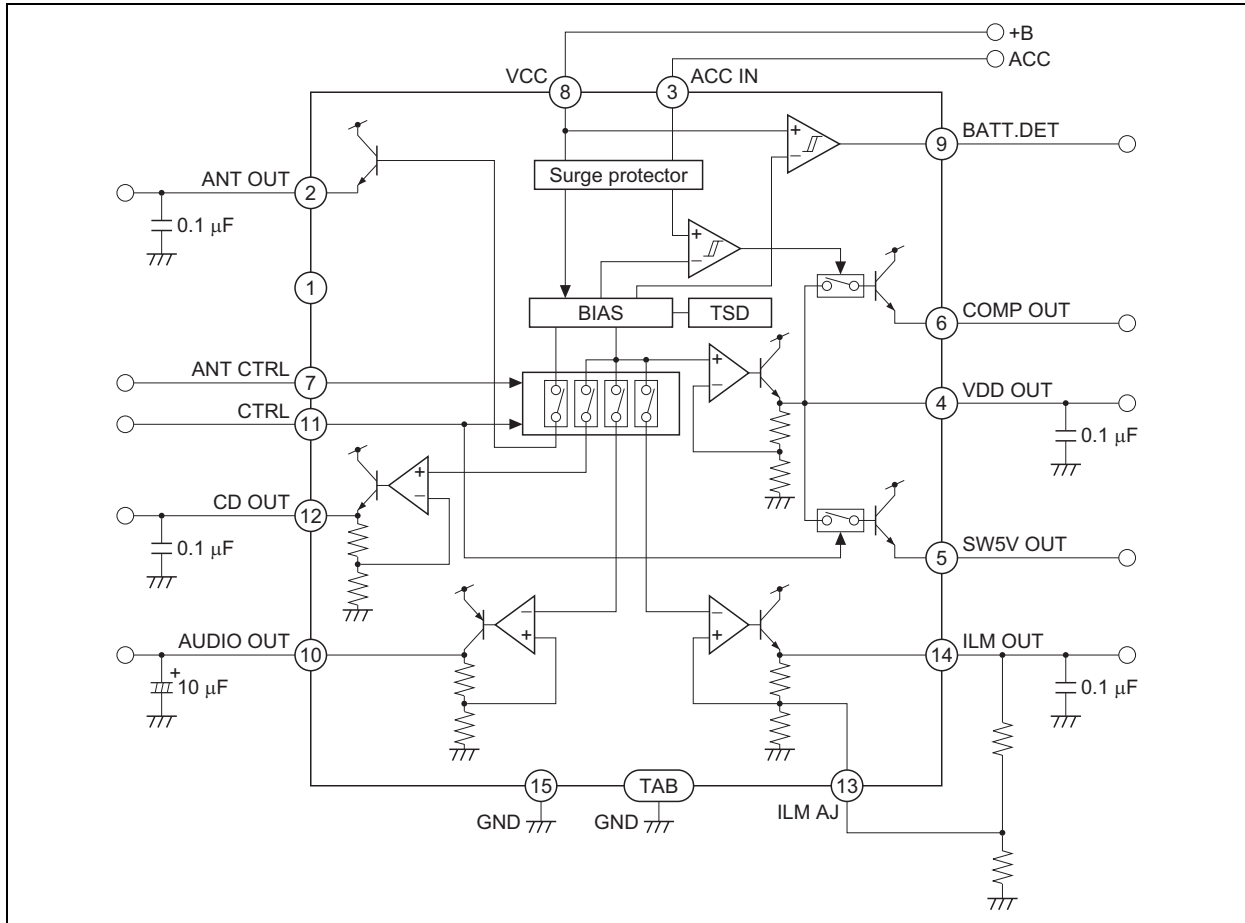 +B
ACC
VCC
ACC IN
8
3
BATT.DET
9
Surge protector
ANT OUT
2
0.1 μF
+
−
+
−
1
BIAS
TSD
COMP OUT
6
ANT CTRL
7
+
−
VDD OUT
4
CTRL
11
0.1 μF
+
−
CD OUT
12
0.1 μF
SW5V OUT
5
AUDIO OUT
10
+
10 μF
−
+
−
+
ILM OUT
14
0.1 μF
15
TAB
13
GND
GND
ILM AJ